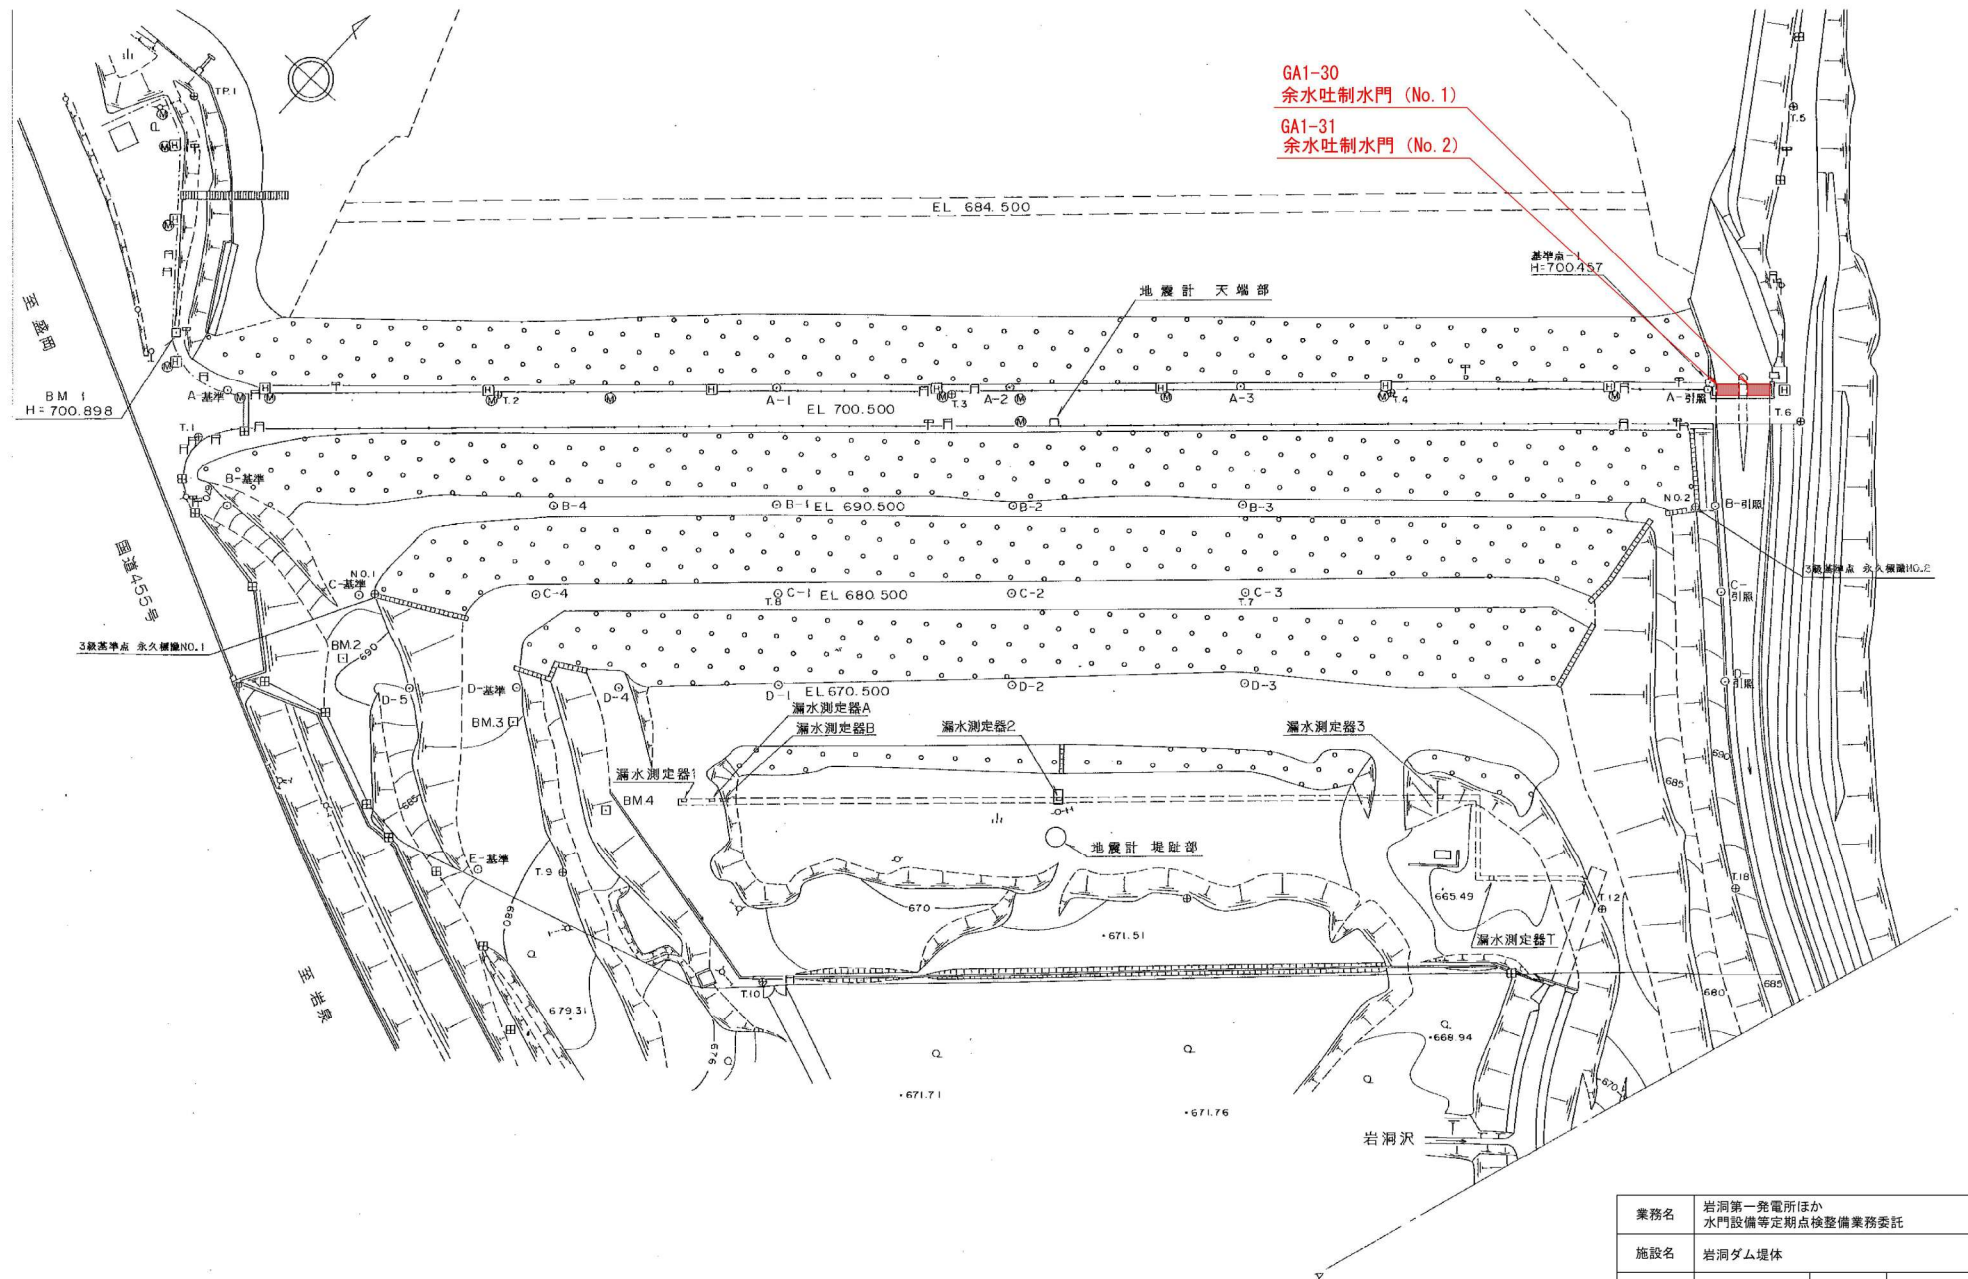 GA1-30
余水吐制水門 (No. 1)
GA1-31
余水吐制水門 (No. 2)
TP.1
T.5
EL 684.500
基準点-1
H=700.457
地震計 天端部
至盛岡
BM 1
H=700.898
A-基準
T.2
A-1
EL 700.500
T.3
A-2
A-3
T.4
A-引照
T.6
T.1
B-基準
B-4
B-1
EL 690.500
B-2
B-3
NO.2
B-引照
国道455号
NO.1
C-基準
C-4
C-1
T.8
EL 680.500
C-2
C-3
T.7
3級基準点 永久標識NO.2
C-引照
3級基準点 永久標識NO.1
BM.2
690
D-5
D-基準
D-4
D-1
EL 670.500
D-2
D-3
D-引照
BM.3
漏水測定器A
漏水測定器B
漏水測定器2
漏水測定器3
漏水測定器1
BM.4
690
685
685
E-基準
T.9
地震計 堤趾部
665.49
T.18
T.12
680
670
671.51
漏水測定器T
至岩泉
T.10
679.31
676
680
685
668.94
670
671.71
671.76
岩洞沢
業務名
岩洞第一発電所ほか
水門設備等定期点検整備業務委託
施設名
岩洞ダム堤体